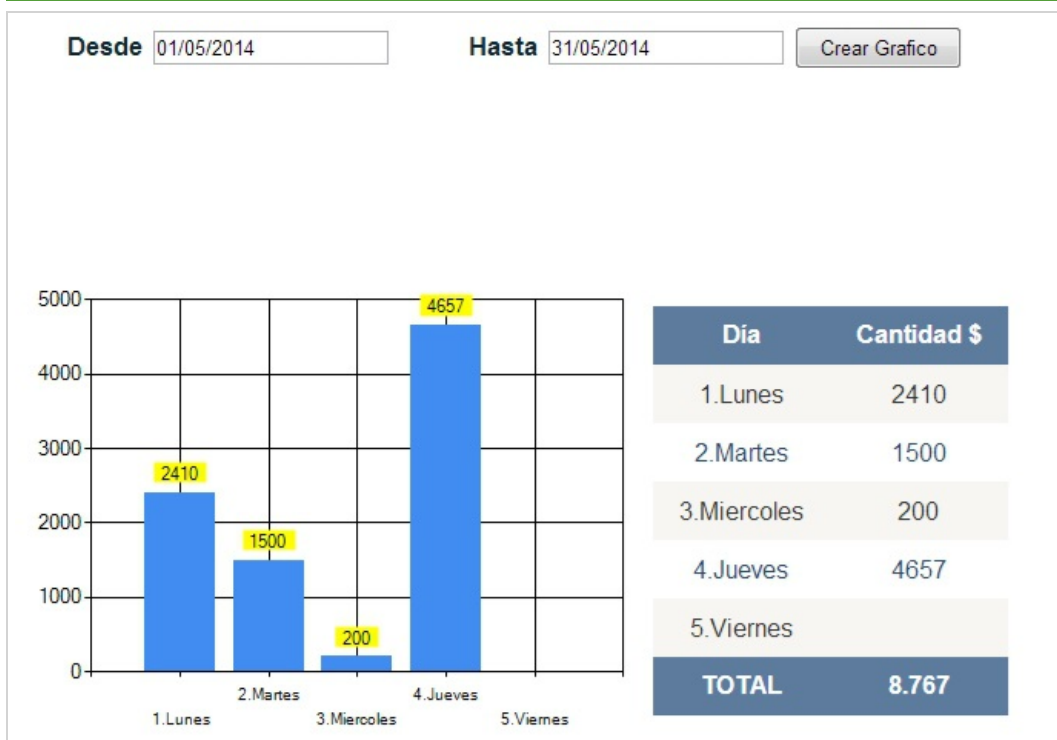 Desde 01/05/2014 Hasta 31/05/2014 Crear Grafico
5000
4000
3000
2000
1000
0
2410
1500
200
4657
1.Lunes
2.Martes
3.Miercoles
4.Jueves
5.Viernes
Día Cantidad $
1.Lunes 2410
2.Martes 1500
3.Miercoles 200
4.Jueves 4657
5.Viernes
TOTAL 8.767